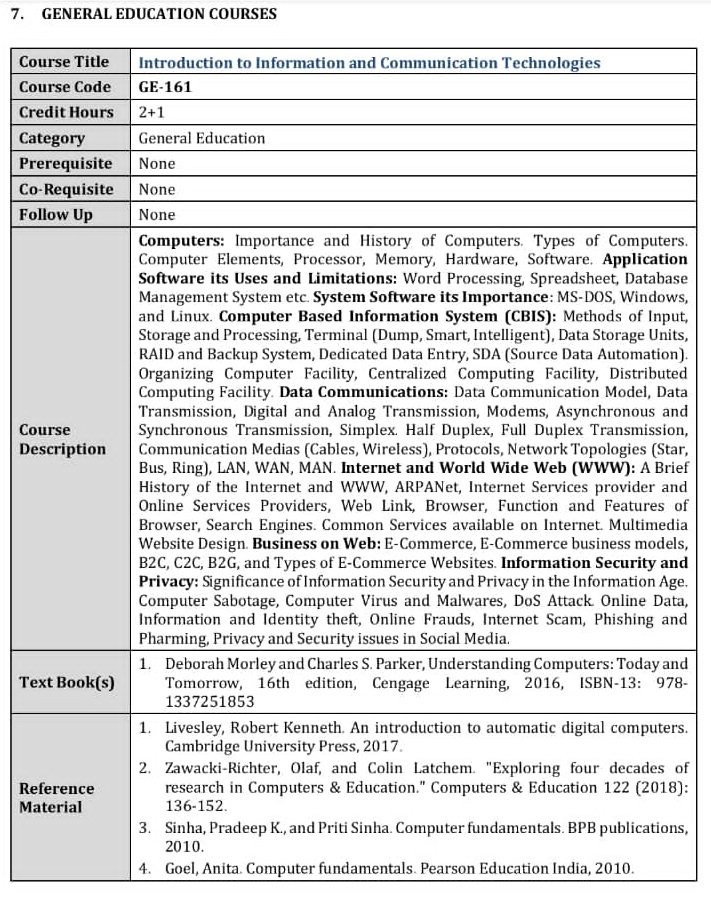 7. GENERAL EDUCATION COURSES
Course Title Introduction to Information and Communication Technologies
Course Code GE-161
Credit Hours 2+1
Category General Education
Prerequisite None
Co-Requisite None
Follow Up None
Course Description
Computers: Importance and History of Computers. Types of Computers.
Computer Elements, Processor, Memory, Hardware, Software. Application
Software its Uses and Limitations: Word Processing, Spreadsheet, Database
Management System etc. System Software its Importance: MS-DOS, Windows,
and Linux. Computer Based Information System (CBIS): Methods of Input,
Storage and Processing, Terminal (Dump, Smart, Intelligent), Data Storage Units,
RAID and Backup System, Dedicated Data Entry, SDA (Source Data Automation).
Organizing Computer Facility, Centralized Computing Facility, Distributed
Computing Facility. Data Communications: Data Communication Model, Data
Transmission, Digital and Analog Transmission, Modems, Asynchronous and
Synchronous Transmission, Simplex. Half Duplex, Full Duplex Transmission,
Communication Medias (Cables, Wireless), Protocols, Network Topologies (Star,
Bus, Ring), LAN, WAN, MAN. Internet and World Wide Web (WWW): A Brief
History of the Internet and WWW, ARPANet, Internet Services provider and
Online Services Providers, Web Link, Browser, Function and Features of
Browser, Search Engines. Common Services available on Internet. Multimedia
Website Design. Business on Web: E-Commerce, E-Commerce business models,
B2C, C2C, B2G, and Types of E-Commerce Websites. Information Security and
Privacy: Significance of Information Security and Privacy in the Information Age.
Computer Sabotage, Computer Virus and Malwares, DoS Attack. Online Data,
Information and Identity theft, Online Frauds, Internet Scam, Phishing and
Pharming, Privacy and Security issues in Social Media.
Text Book(s)
1. Deborah Morley and Charles S. Parker, Understanding Computers: Today and
Tomorrow, 16th edition, Cengage Learning, 2016, ISBN-13: 978-
1337251853
Reference Material
1. Livesley, Robert Kenneth. An introduction to automatic digital computers.
Cambridge University Press, 2017.
2. Zawacki-Richter, Olaf, and Colin Latchem. "Exploring four decades of
research in Computers & Education." Computers & Education 122 (2018):
136-152.
3. Sinha, Pradeep K., and Priti Sinha. Computer fundamentals. BPB publications,
2010.
4. Goel, Anita. Computer fundamentals. Pearson Education India, 2010.